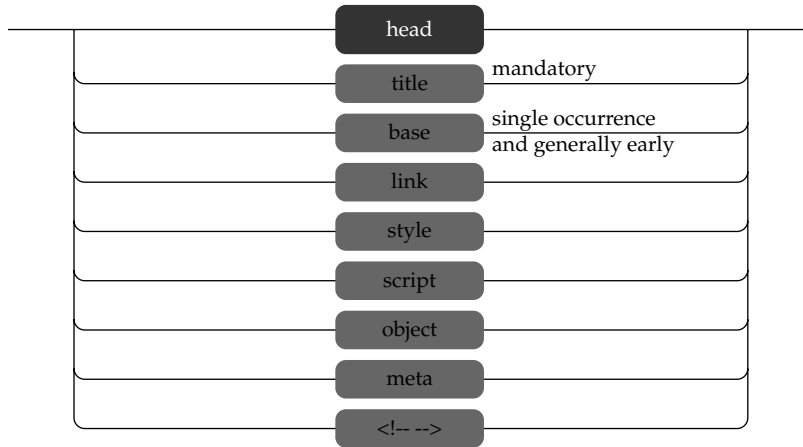 head
title
mandatory
base
single occurrence
and generally early
link
style
script
object
meta
<!-- -->